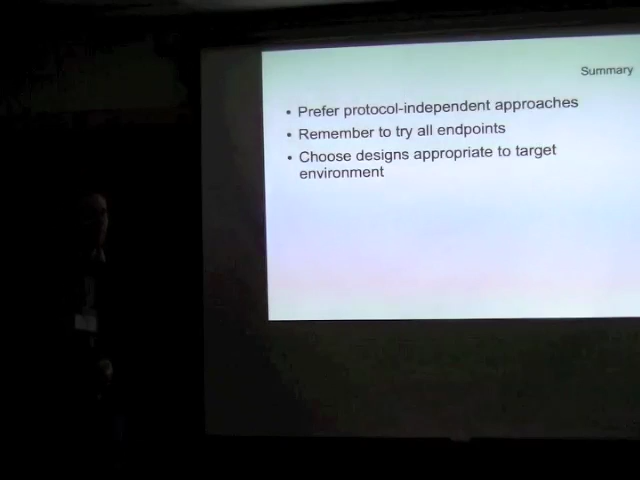 Summary
• Prefer protocol-independent approaches
• Remember to try all endpoints
• Choose designs appropriate to target
environment